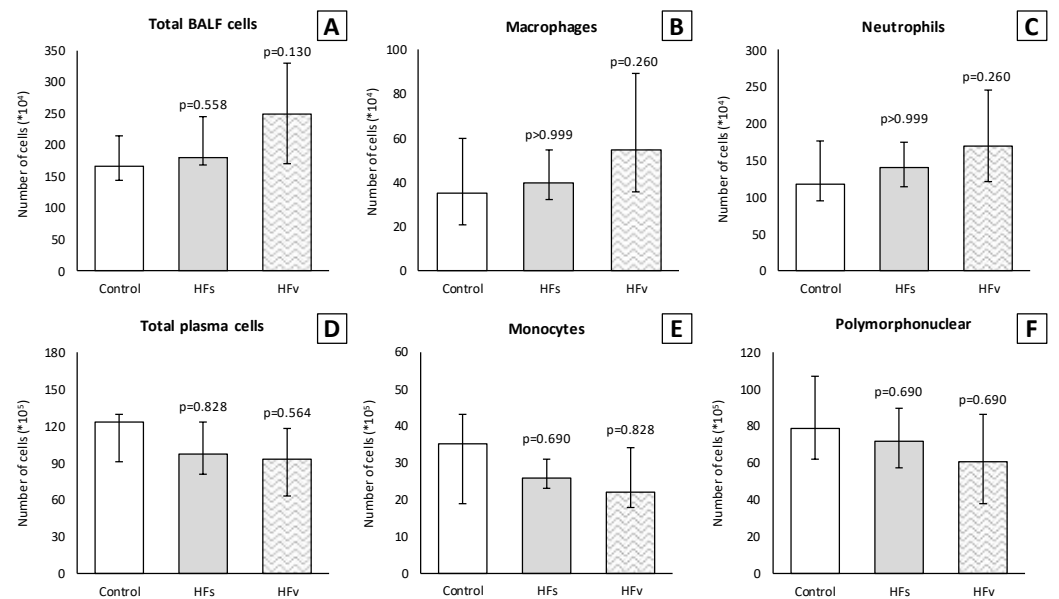 Total BALF cells
A
Number of cells (*10⁴)
350
300
250
200
150
100
50
0
p=0.558
p=0.130
Control
HFs
HFv
Macrophages
B
Number of cells (*10⁴)
100
80
60
40
20
0
p>0.999
p=0.260
Control
HFs
HFv
Neutrophils
C
Number of cells (*10⁴)
300
250
200
150
100
50
0
p>0.999
p=0.260
Control
HFs
HFv
Total plasma cells
D
Number of cells (*10⁵)
180
150
120
90
60
30
0
p=0.828
p=0.564
Control
HFs
HFv
Monocytes
E
Number of cells (*10⁵)
60
50
40
30
20
10
0
p=0.690
p=0.828
Control
HFs
HFv
Polymorphonuclear
F
Number of cells (*10⁵)
120
100
80
60
40
20
0
p=0.690
p=0.690
Control
HFs
HFv